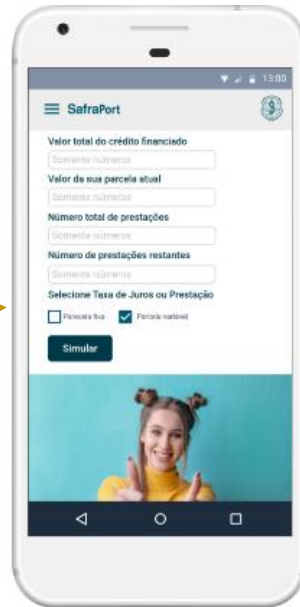 13:00
SafraPort
Valor total do crédito financiado
Somente números
Valor da sua parcela atual
Somente números
Número total de prestações
Somente números
Número de prestações restantes
Somente números
Selecione Taxa de Juros ou Prestação
Parecela fixa Parcela variável
Simular